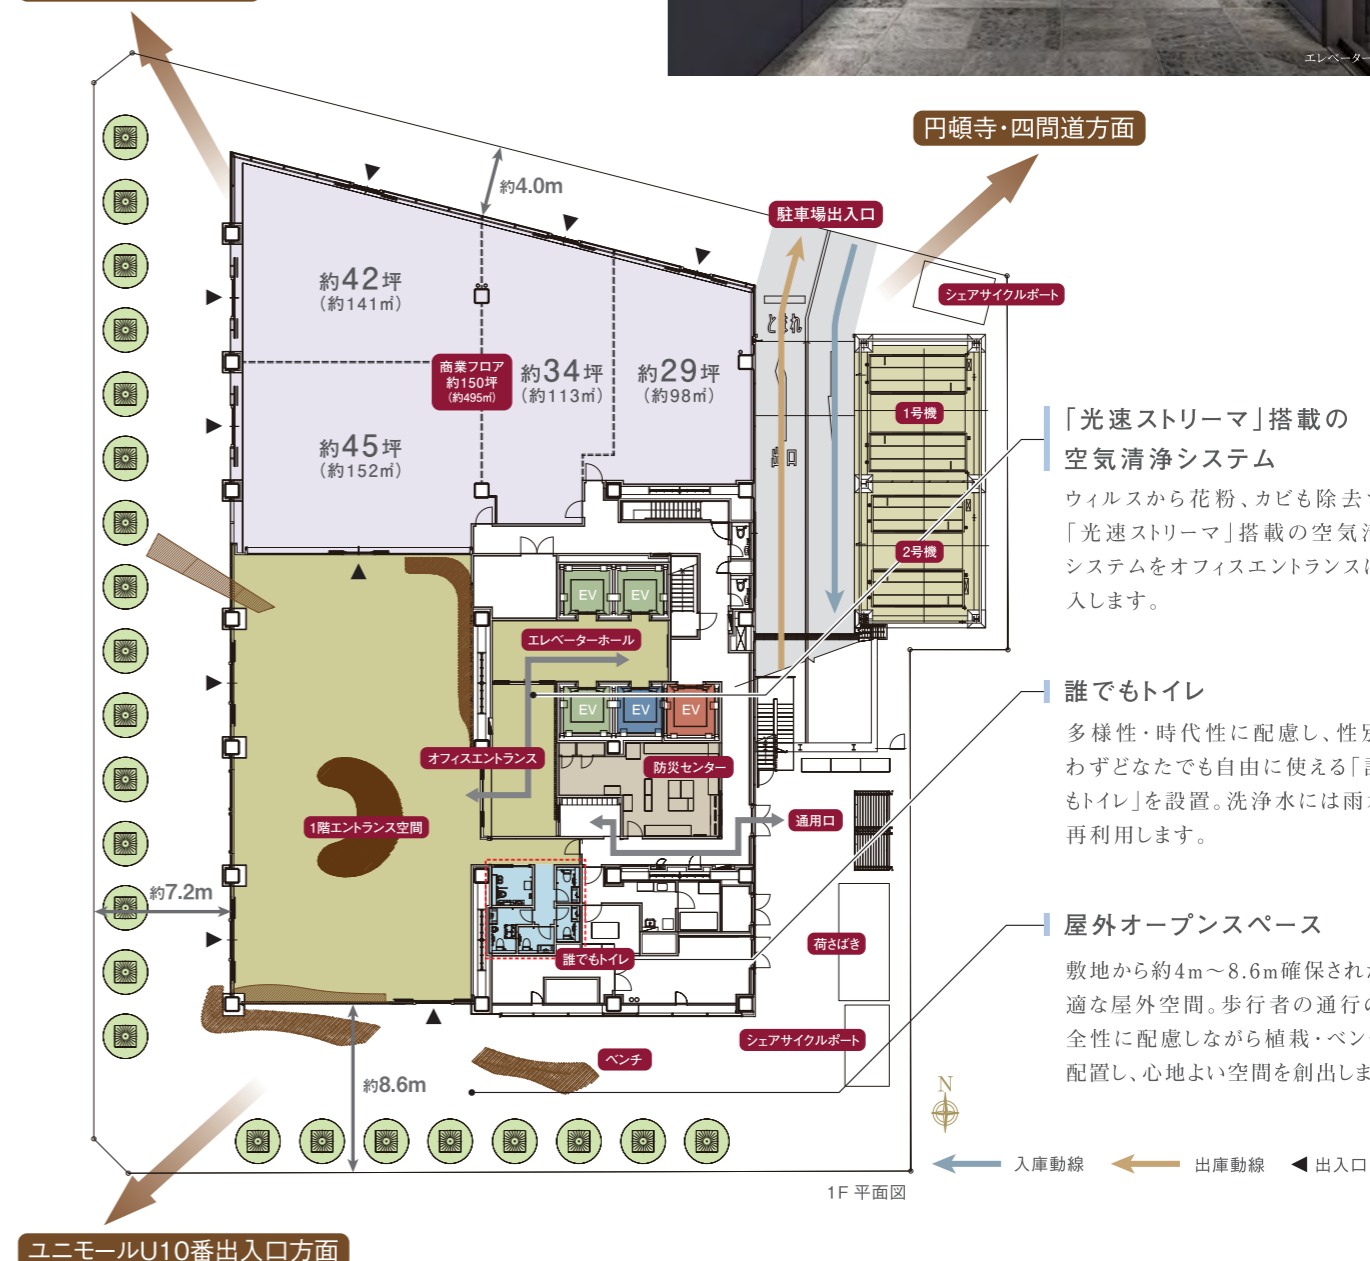 エレベーター
円頓寺・四間道方面
約4.0m
駐車場出入口
シェアサイクルポート
約42坪
（約141㎡）
とまれ
商業フロア
約150坪
（約495㎡）
約34坪
（約113㎡）
約29坪
（約98㎡）
1号機
約45坪
（約152㎡）
出口
2号機
「光速ストリーマ」搭載の
空気清浄システム
ウィルスから花粉、カビも除去
「光速ストリーマ」搭載の空気
システムをオフィスエントランスに
入します。
EV
EV
エレベーターホール
EV
EV
EV
オフィスエントランス
防災センター
1階エントランス空間
通用口
誰でもトイレ
多様性・時代性に配慮し、性別
わずどなたでも自由に使える「
もトイレ」を設置。洗浄水には雨
再利用します。
約7.2m
誰でもトイレ
荷さばき
屋外オープンスペース
敷地から約4m～8.6m確保された
適な屋外空間。歩行者の通行の
全性に配慮しながら植栽・ベン
配置し、心地よい空間を創出しま
シェアサイクルポート
ベンチ
約8.6m
N
入庫動線
出庫動線
出入口
1F 平面図
ユニモールU10番出入口方面